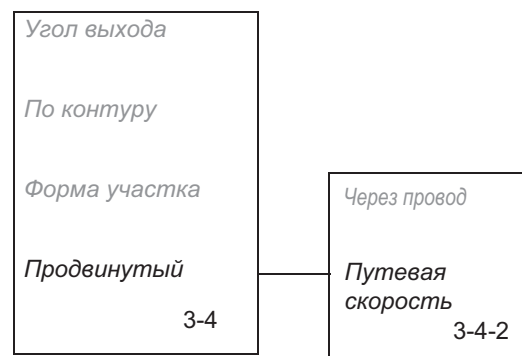 Угол выхода
По контуру
Форма участка
Продвинутый
3-4
Через провод
Путевая
скорость
3-4-2